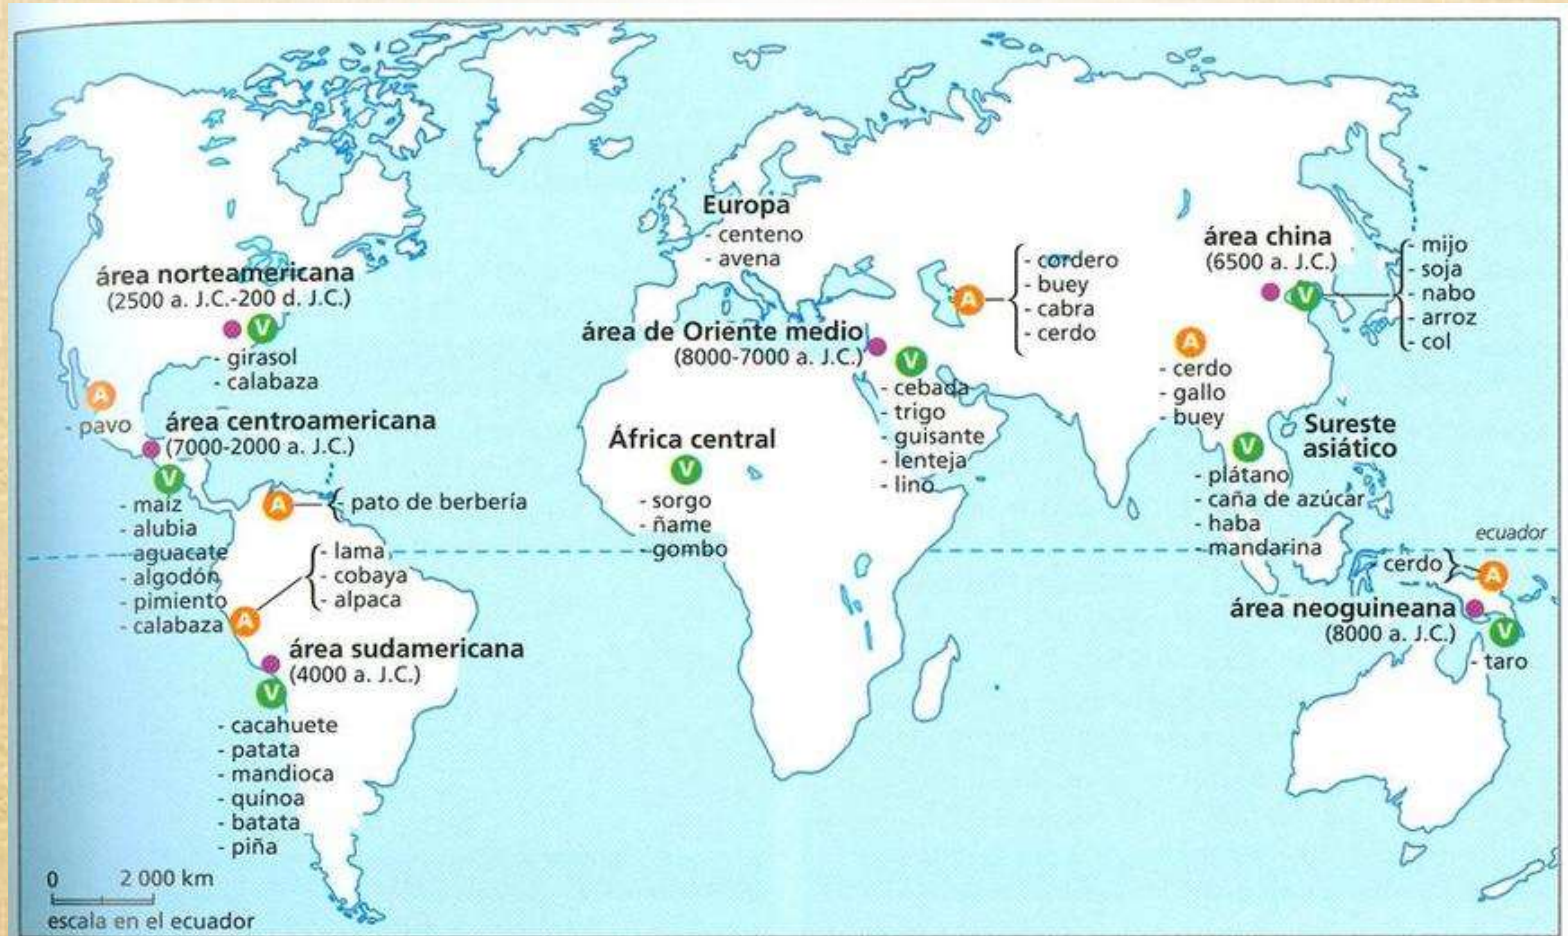 Europa
- centeno
- avena
área norteamericana
(2500 a. J.C.-200 d. J.C.)
V
- girasol
- calabaza
A
- pavo
área centroamericana
(7000-2000 a. J.C.)
V
- maiz
- alubia
- aguacate
- algodón
- pimiento
- calabaza
A
- pato de berbería
- lama
- cobaya
- alpaca
A
área sudamericana
(4000 a. J.C.)
V
- cacahuete
- patata
- mandioca
- quínoa
- batata
- piña
área de Oriente medio
(8000-7000 a. J.C.)
V
- cebada
- trigo
- guisante
- lenteja
- lino
A
- cordero
- buey
- cabra
- cerdo
África central
V
- sorgo
- ñame
- gombo
área china
(6500 a. J.C.)
V
- mijo
- soja
- nabo
- arroz
- col
A
- cerdo
- gallo
- buey
Sureste
asiático
V
- plátano
- caña de azúcar
- haba
- mandarina
ecuador
cerdo
A
área neoguineana
(8000 a. J.C.)
V
- taro
0 2 000 km
escala en el ecuador